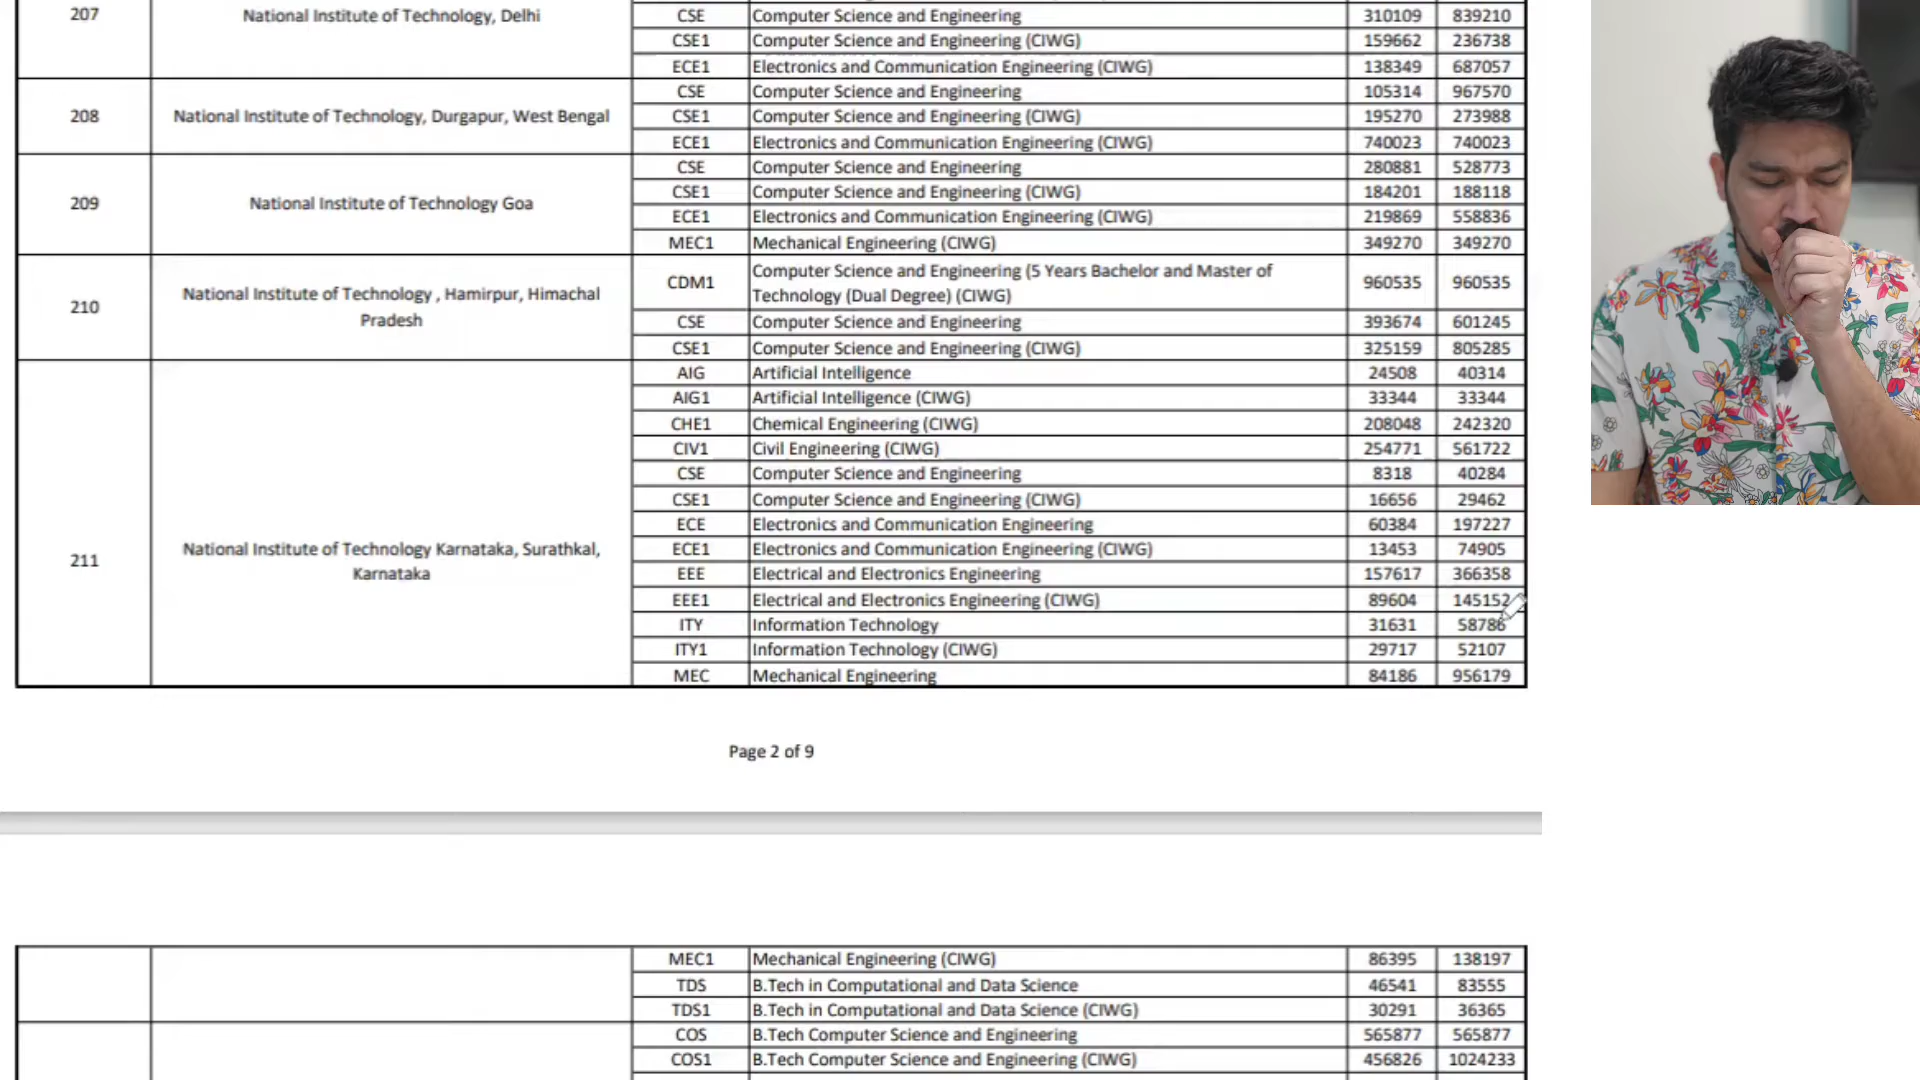 207 National Institute of Technology, Delhi CSE Computer Science and Engineering 310109 839210
CSE1 Computer Science and Engineering (CIWG) 159662 236738
ECE1 Electronics and Communication Engineering (CIWG) 138349 687057
CSE Computer Science and Engineering 105314 967570
208 National Institute of Technology, Durgapur, West Bengal CSE1 Computer Science and Engineering (CIWG) 195270 273988
ECE1 Electronics and Communication Engineering (CIWG) 740023 740023
CSE Computer Science and Engineering 280881 528773
209 National Institute of Technology Goa CSE1 Computer Science and Engineering (CIWG) 184201 188118
ECE1 Electronics and Communication Engineering (CIWG) 219869 558836
MEC1 Mechanical Engineering (CIWG) 349270 349270
210 National Institute of Technology , Hamirpur, Himachal
Pradesh
CDM1 Computer Science and Engineering (5 Years Bachelor and Master of
Technology (Dual Degree) (CIWG) 960535 960535
CSE Computer Science and Engineering 393674 601245
CSE1 Computer Science and Engineering (CIWG) 325159 805285
211 National Institute of Technology Karnataka, Surathkal,
Karnataka
AIG Artificial Intelligence 24508 40314
AIG1 Artificial Intelligence (CIWG) 33344 33344
CHE1 Chemical Engineering (CIWG) 208048 242320
CIV1 Civil Engineering (CIWG) 254771 561722
CSE Computer Science and Engineering 8318 40284
CSE1 Computer Science and Engineering (CIWG) 16656 29462
ECE Electronics and Communication Engineering 60384 197227
ECE1 Electronics and Communication Engineering (CIWG) 13453 74905
EEE Electrical and Electronics Engineering 157617 366358
EEE1 Electrical and Electronics Engineering (CIWG) 89604 145152
ITY Information Technology 31631 58786
ITY1 Information Technology (CIWG) 29717 52107
MEC Mechanical Engineering 84186 956179
Page 2 of 9
MEC1 Mechanical Engineering (CIWG) 86395 138197
TDS B.Tech in Computational and Data Science 46541 83555
TDS1 B.Tech in Computational and Data Science (CIWG) 30291 36365
COS B.Tech Computer Science and Engineering 565877 565877
COS1 B.Tech Computer Science and Engineering (CIWG) 456826 1024233